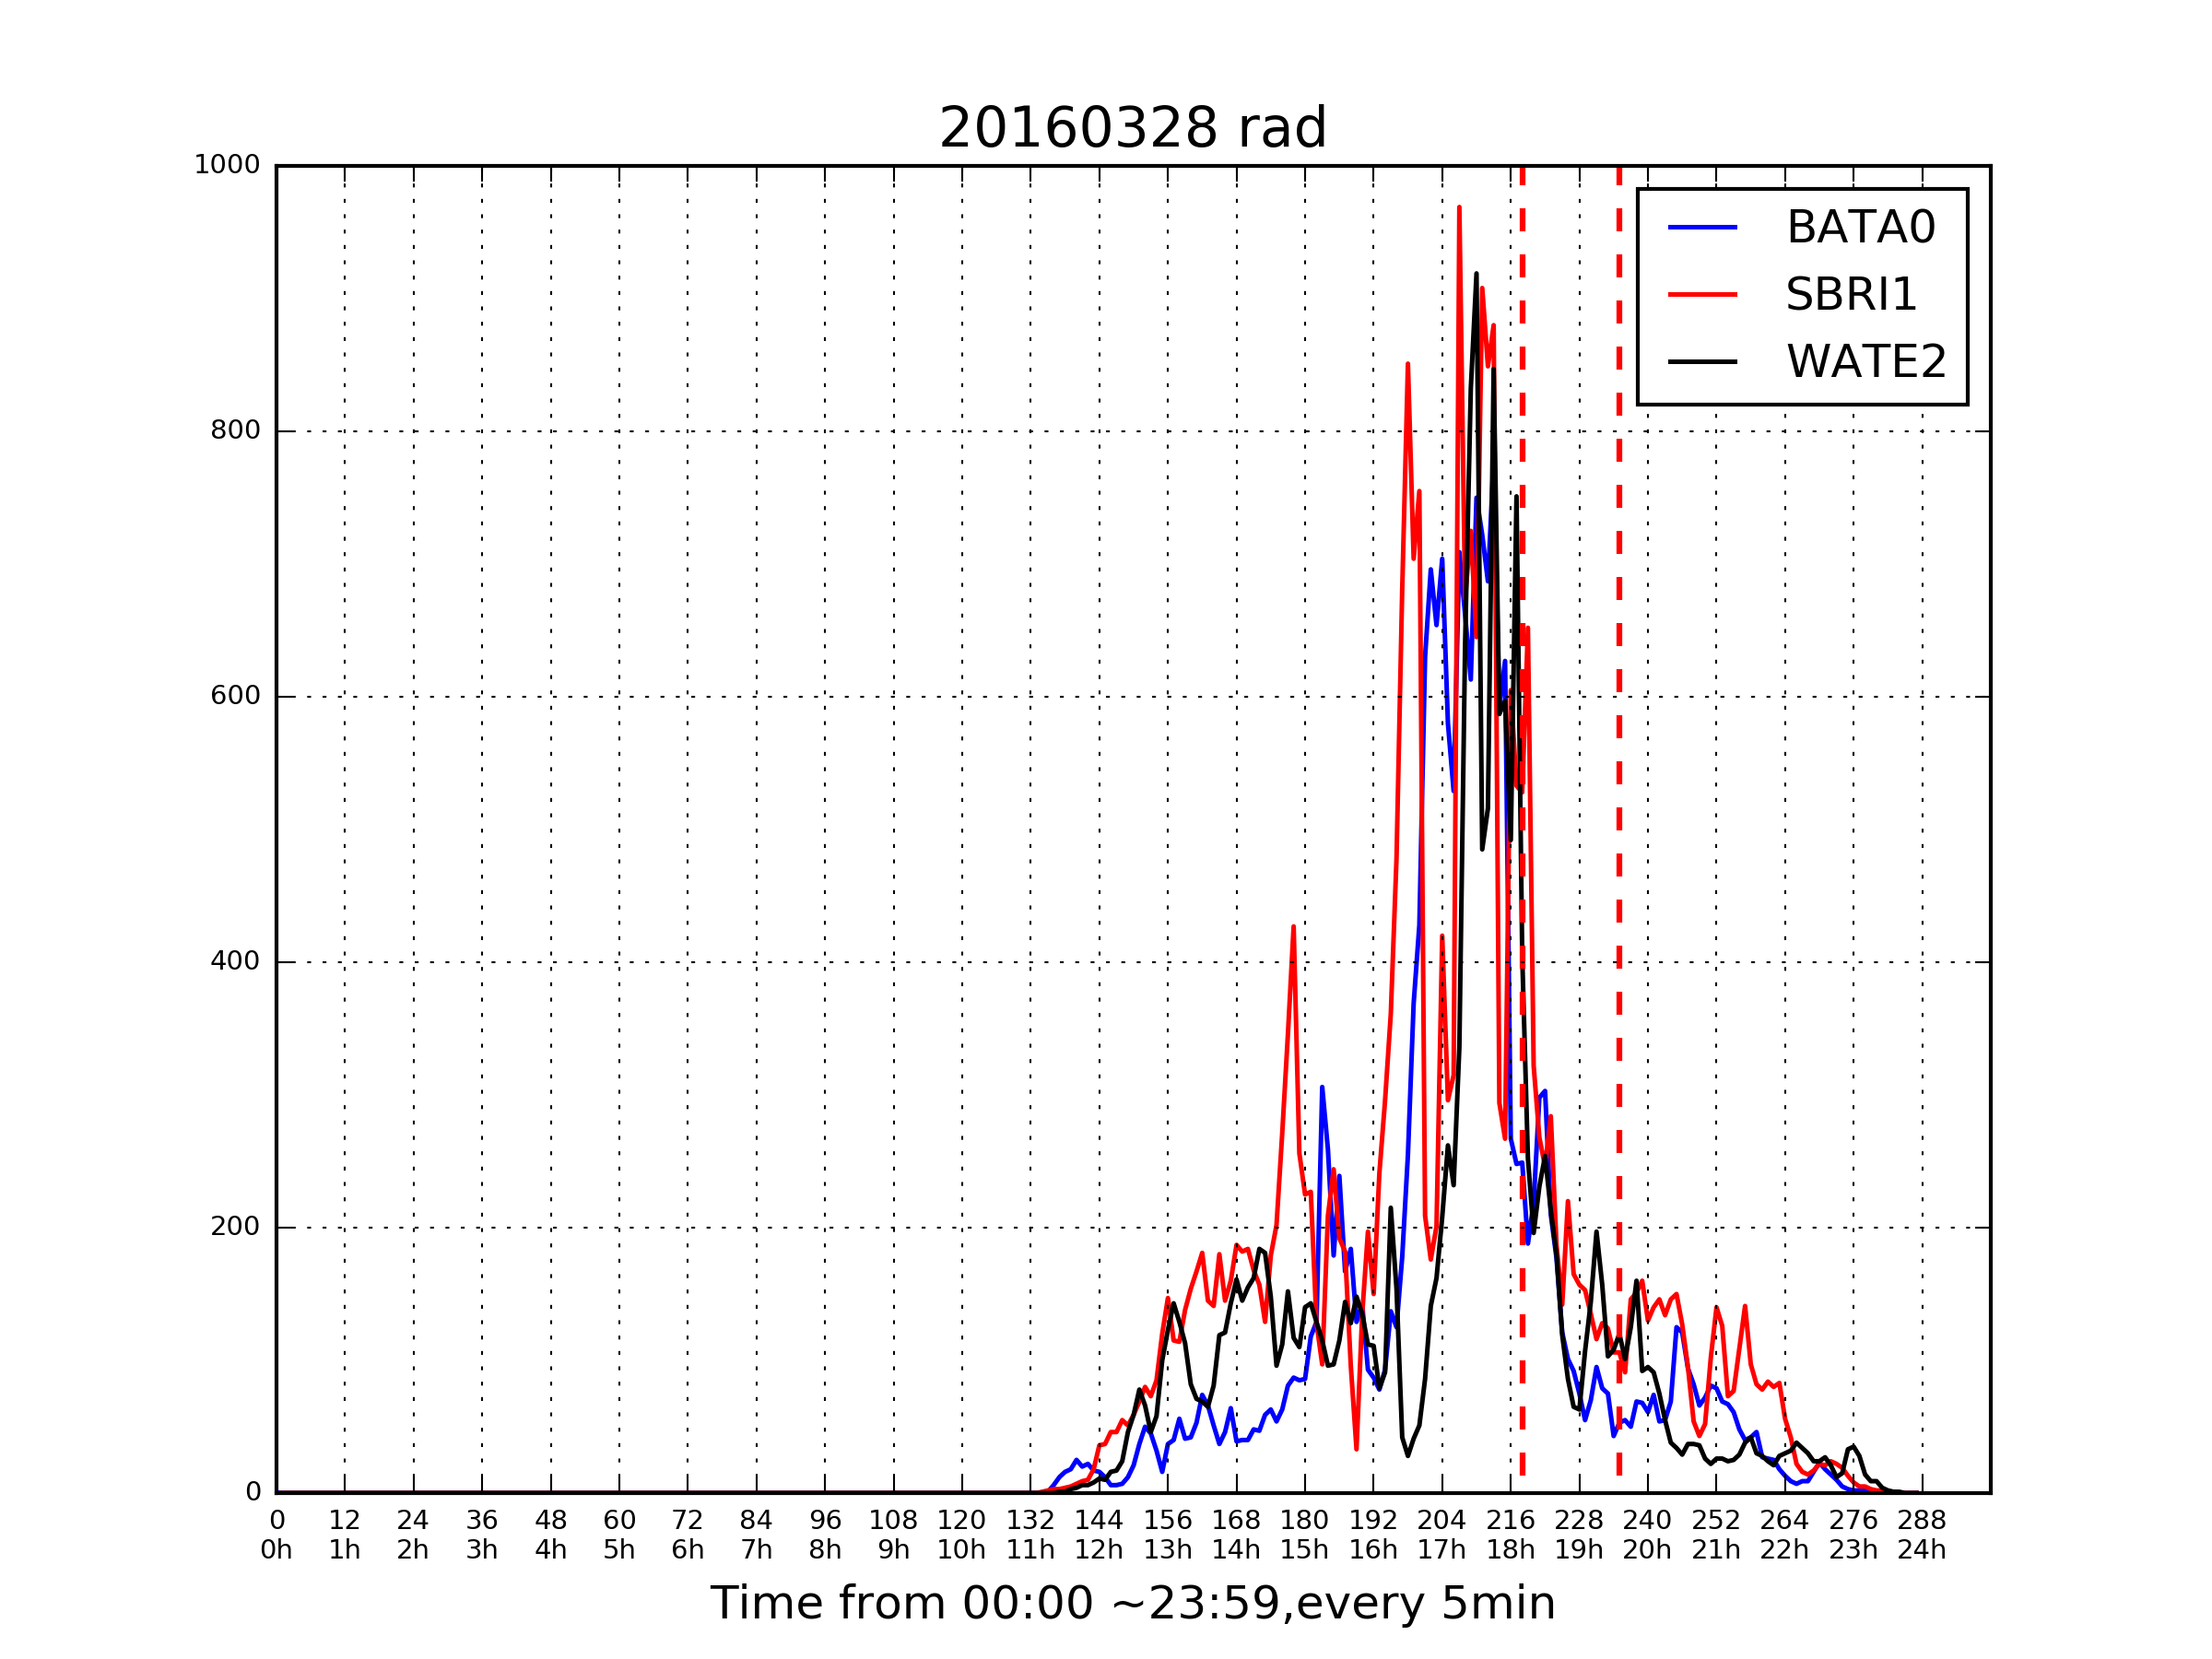 20160328 rad
1000
800
600
400
200
0
BATA0
SBRI1
WATE2
0 12 24 36 48 60 72 84 96 108 120 132 144 156 168 180 192 204 216 228 240 252 264 276 288
0h 1h 2h 3h 4h 5h 6h 7h 8h 9h 10h 11h 12h 13h 14h 15h 16h 17h 18h 19h 20h 21h 22h 23h 24h
Time from 00:00 ~23:59,every 5min